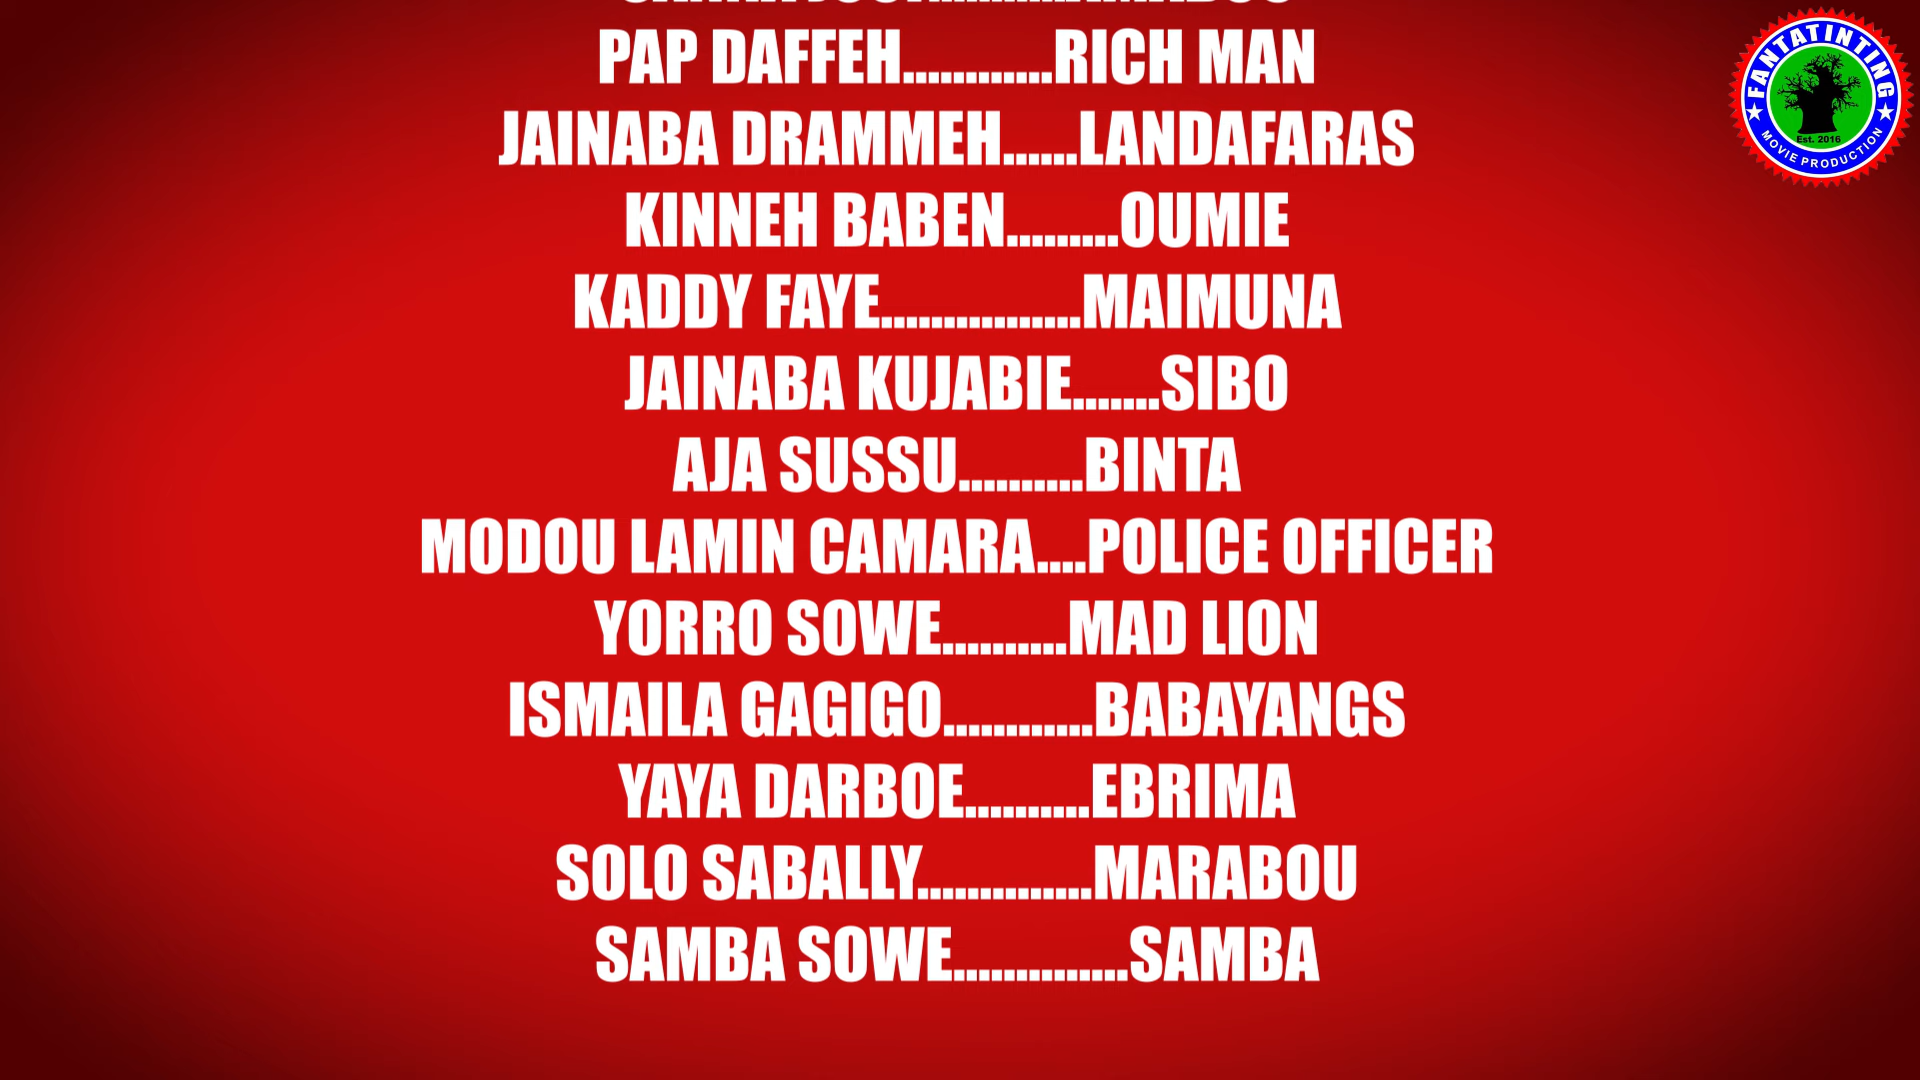 PAP DAFFEH............RICH MAN
JAINABA DRAMMEH......LANDAFARAS
KINNEH BABEN.........OUMIE
KADDY FAYE................MAIMUNA
JAINABA KUJABIE.......SIBO
AJA SUSSU..........BINTA
MODOU LAMIN CAMARA....POLICE OFFICER
YORRO SOWE..........MAD LION
ISMAILA GAGIGO............BABAYANGS
YAYA DARBOE..........EBRIMA
SOLO SABALLY..............MARABOU
SAMBA SOWE..............SAMBA
FANTATINTING
Est. 2016
MOVIE PRODUCTION